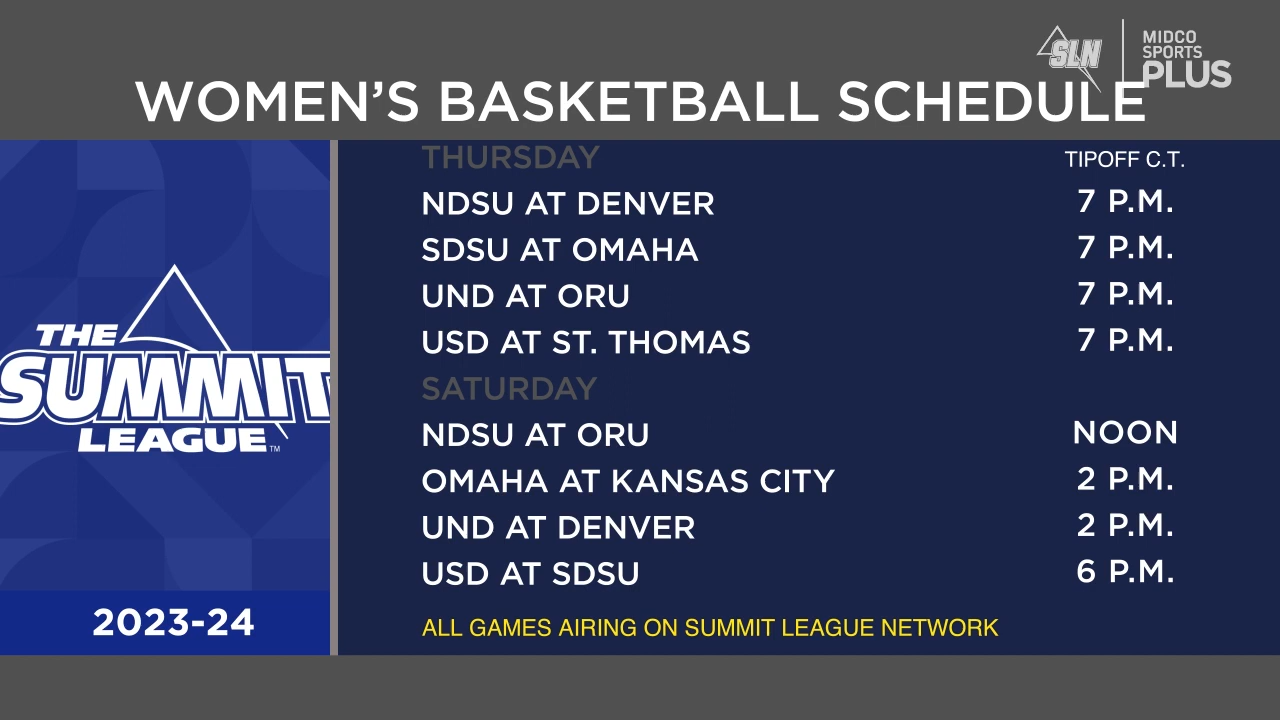 SLN
MIDCO
SPORTS
PLUS
WOMEN'S BASKETBALL SCHEDULE
THE
SUMMIT
LEAGUE™
2023-24
THURSDAY TIPOFF C.T.
NDSU AT DENVER 7 P.M.
SDSU AT OMAHA 7 P.M.
UND AT ORU 7 P.M.
USD AT ST. THOMAS 7 P.M.
SATURDAY
NDSU AT ORU NOON
OMAHA AT KANSAS CITY 2 P.M.
UND AT DENVER 2 P.M.
USD AT SDSU 6 P.M.
ALL GAMES AIRING ON SUMMIT LEAGUE NETWORK